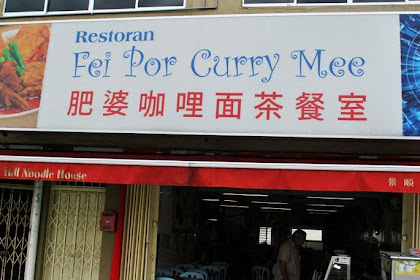 Restoran
Fei Por Curry Mee
肥婆咖哩面茶餐室
Noodle House